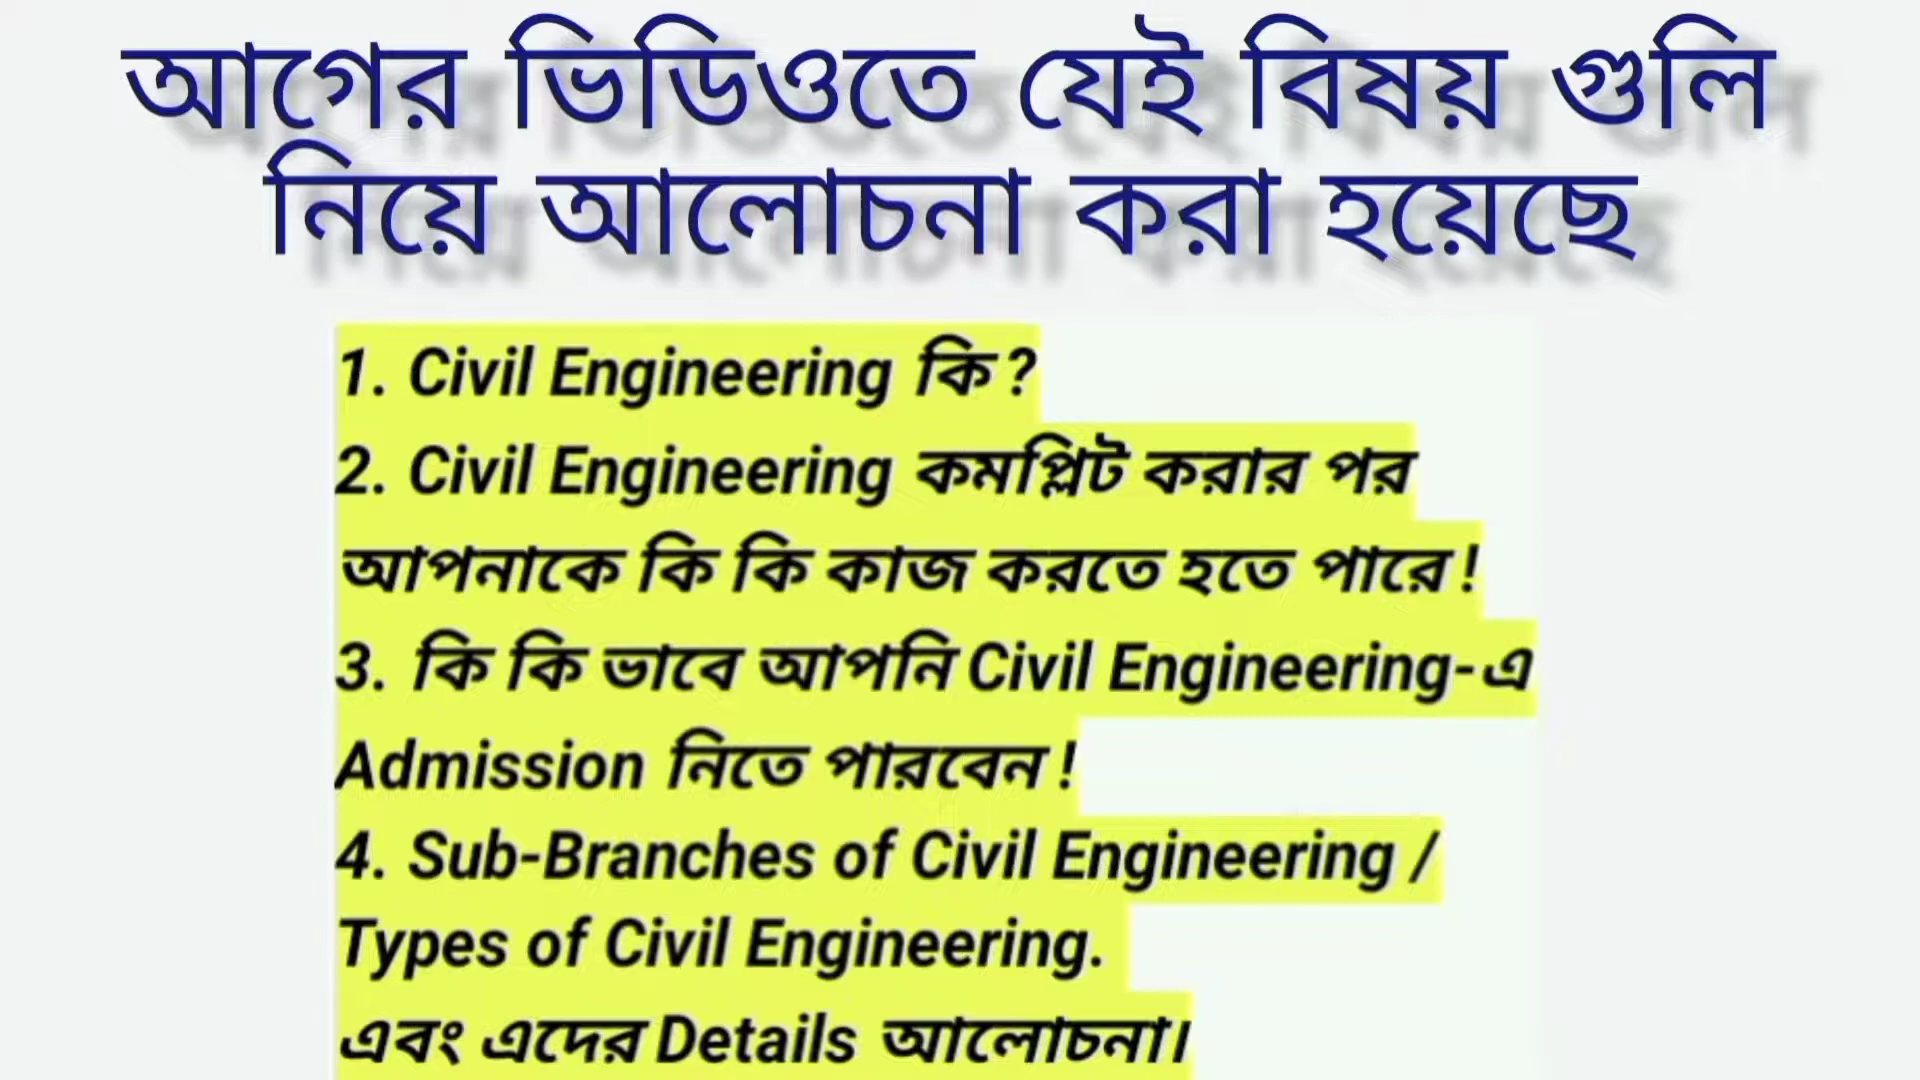 আগের ভিডিওতে যেই বিষয় গুলি
নিয়ে আলোচনা করা হয়েছে
1. Civil Engineering কি?
2. Civil Engineering কমপ্লিট করার পর
আপনাকে কি কি কাজ করতে হতে পারে!
3. কি কি ভাবে আপনি Civil Engineering-এ
Admission নিতে পারবেন!
4. Sub-Branches of Civil Engineering /
Types of Civil Engineering.
এবং এদের Details আলোচনা।